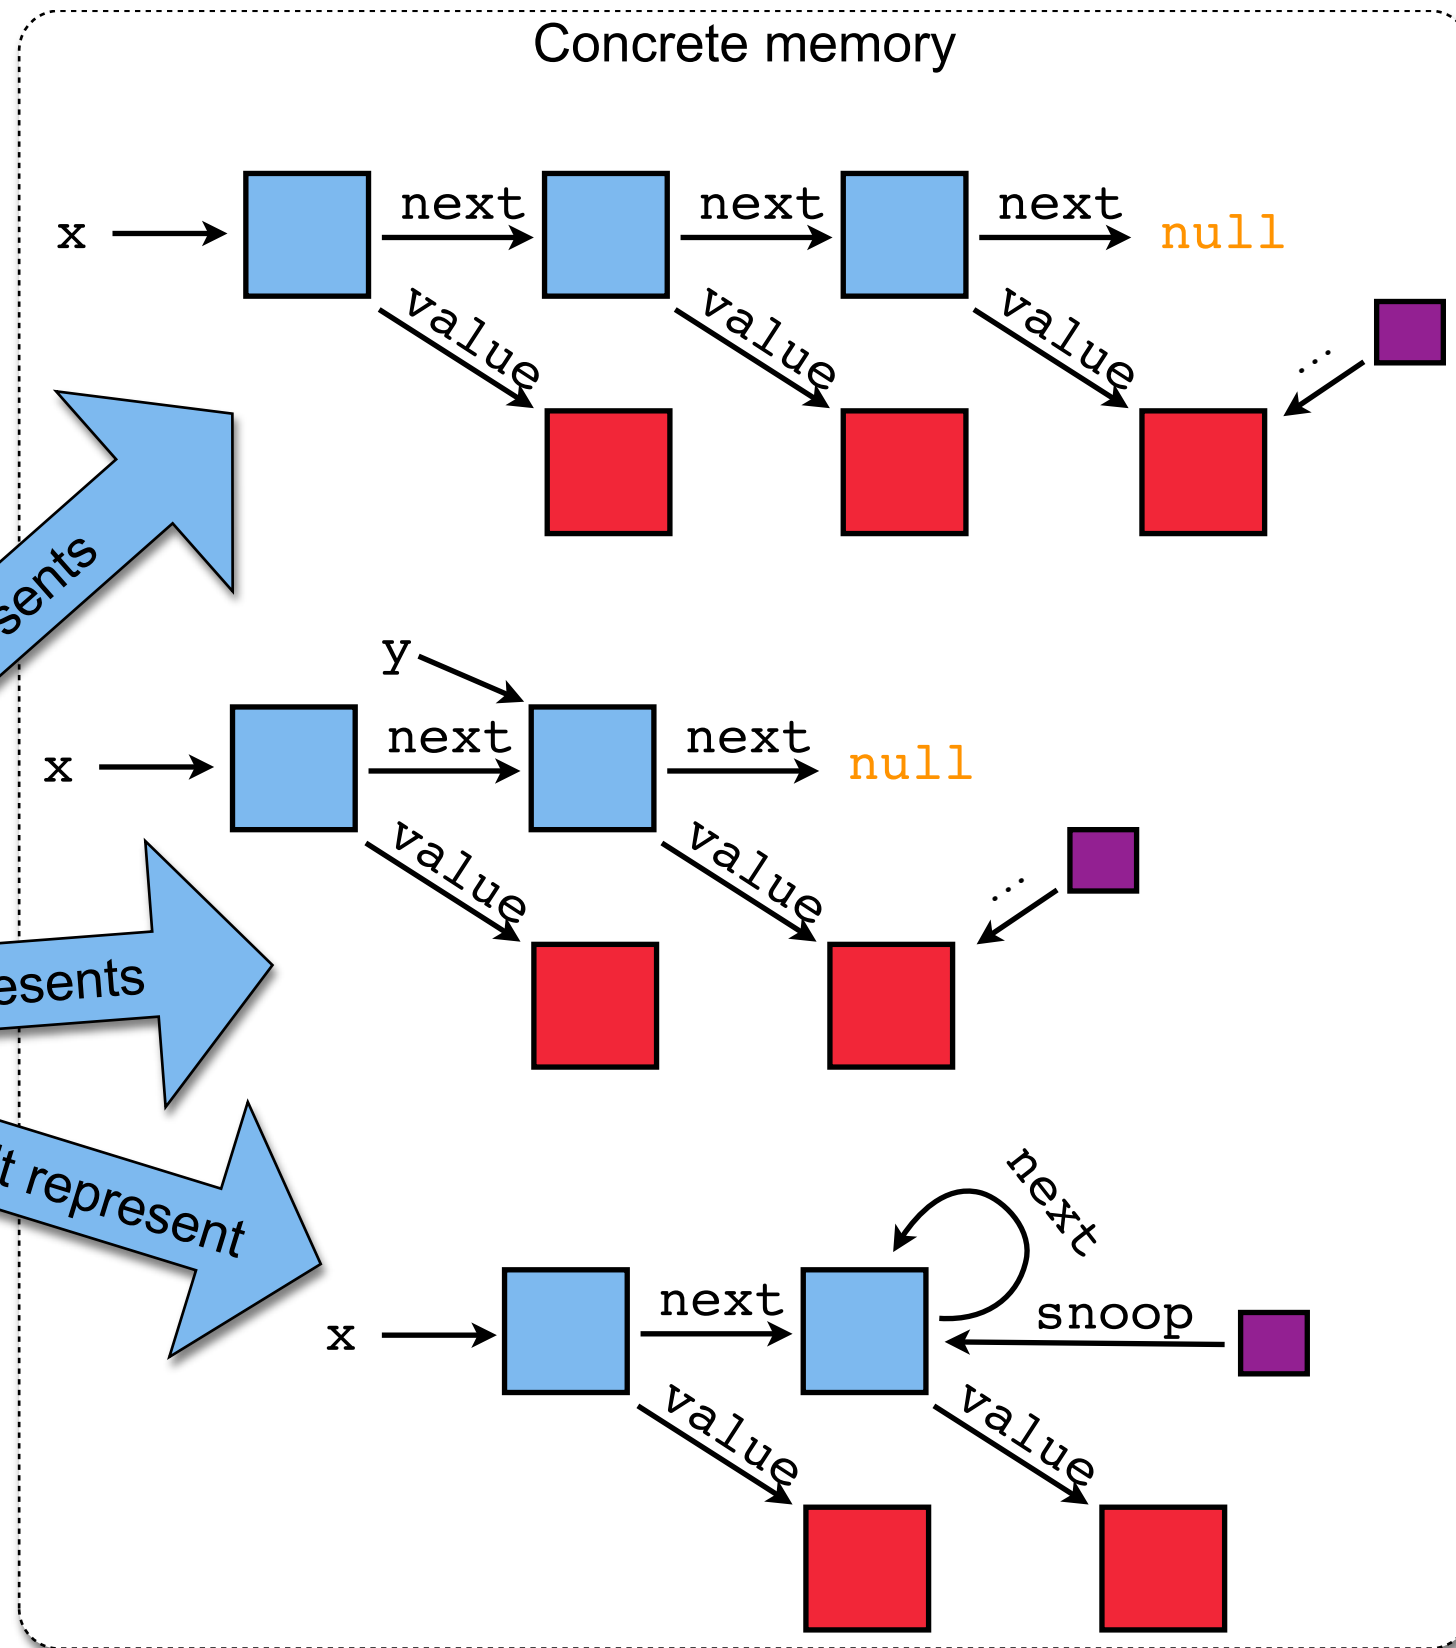 Concrete memory
x next next next null
value value value ...
sents
y
x next next null
value value ...
esents
't represent
next
x next snoop
value value